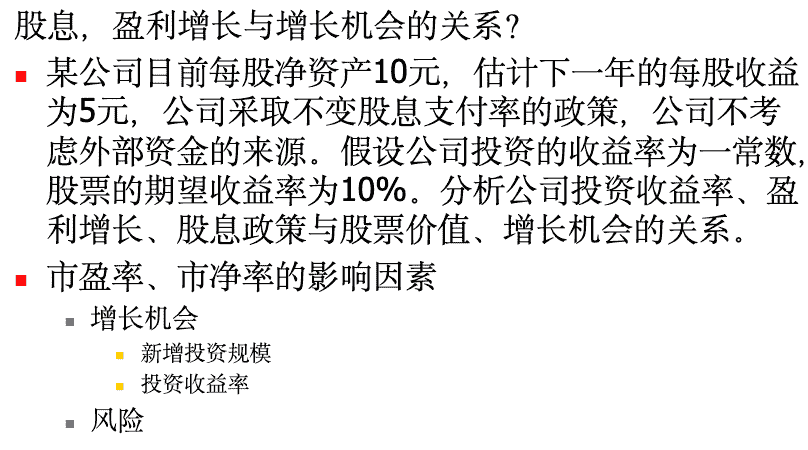 股息，盈利增长与增长机会的关系？
某公司目前每股净资产10元，估计下一年的每股收益
为5元，公司采取不变股息支付率的政策，公司不考
虑外部资金的来源。假设公司投资的收益率为一常数，
股票的期望收益率为10%。分析公司投资收益率、盈
利增长、股息政策与股票价值、增长机会的关系。
市盈率、市净率的影响因素
增长机会
新增投资规模
投资收益率
风险